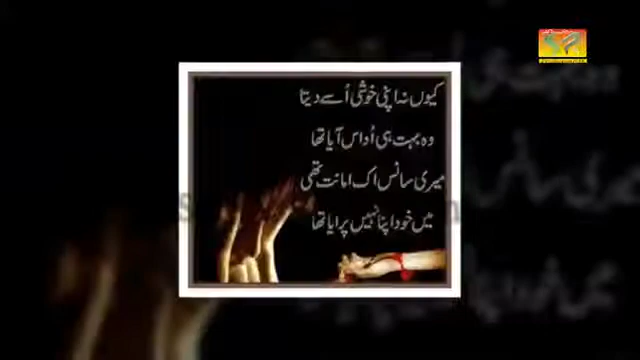 کیوں نہ اپنی خوشی اُسے دیتا
وہ بہت ہی اُداس آیا تھا
میری سانس اک امانت تھی
میں خود اپنا نہیں پرایا تھا